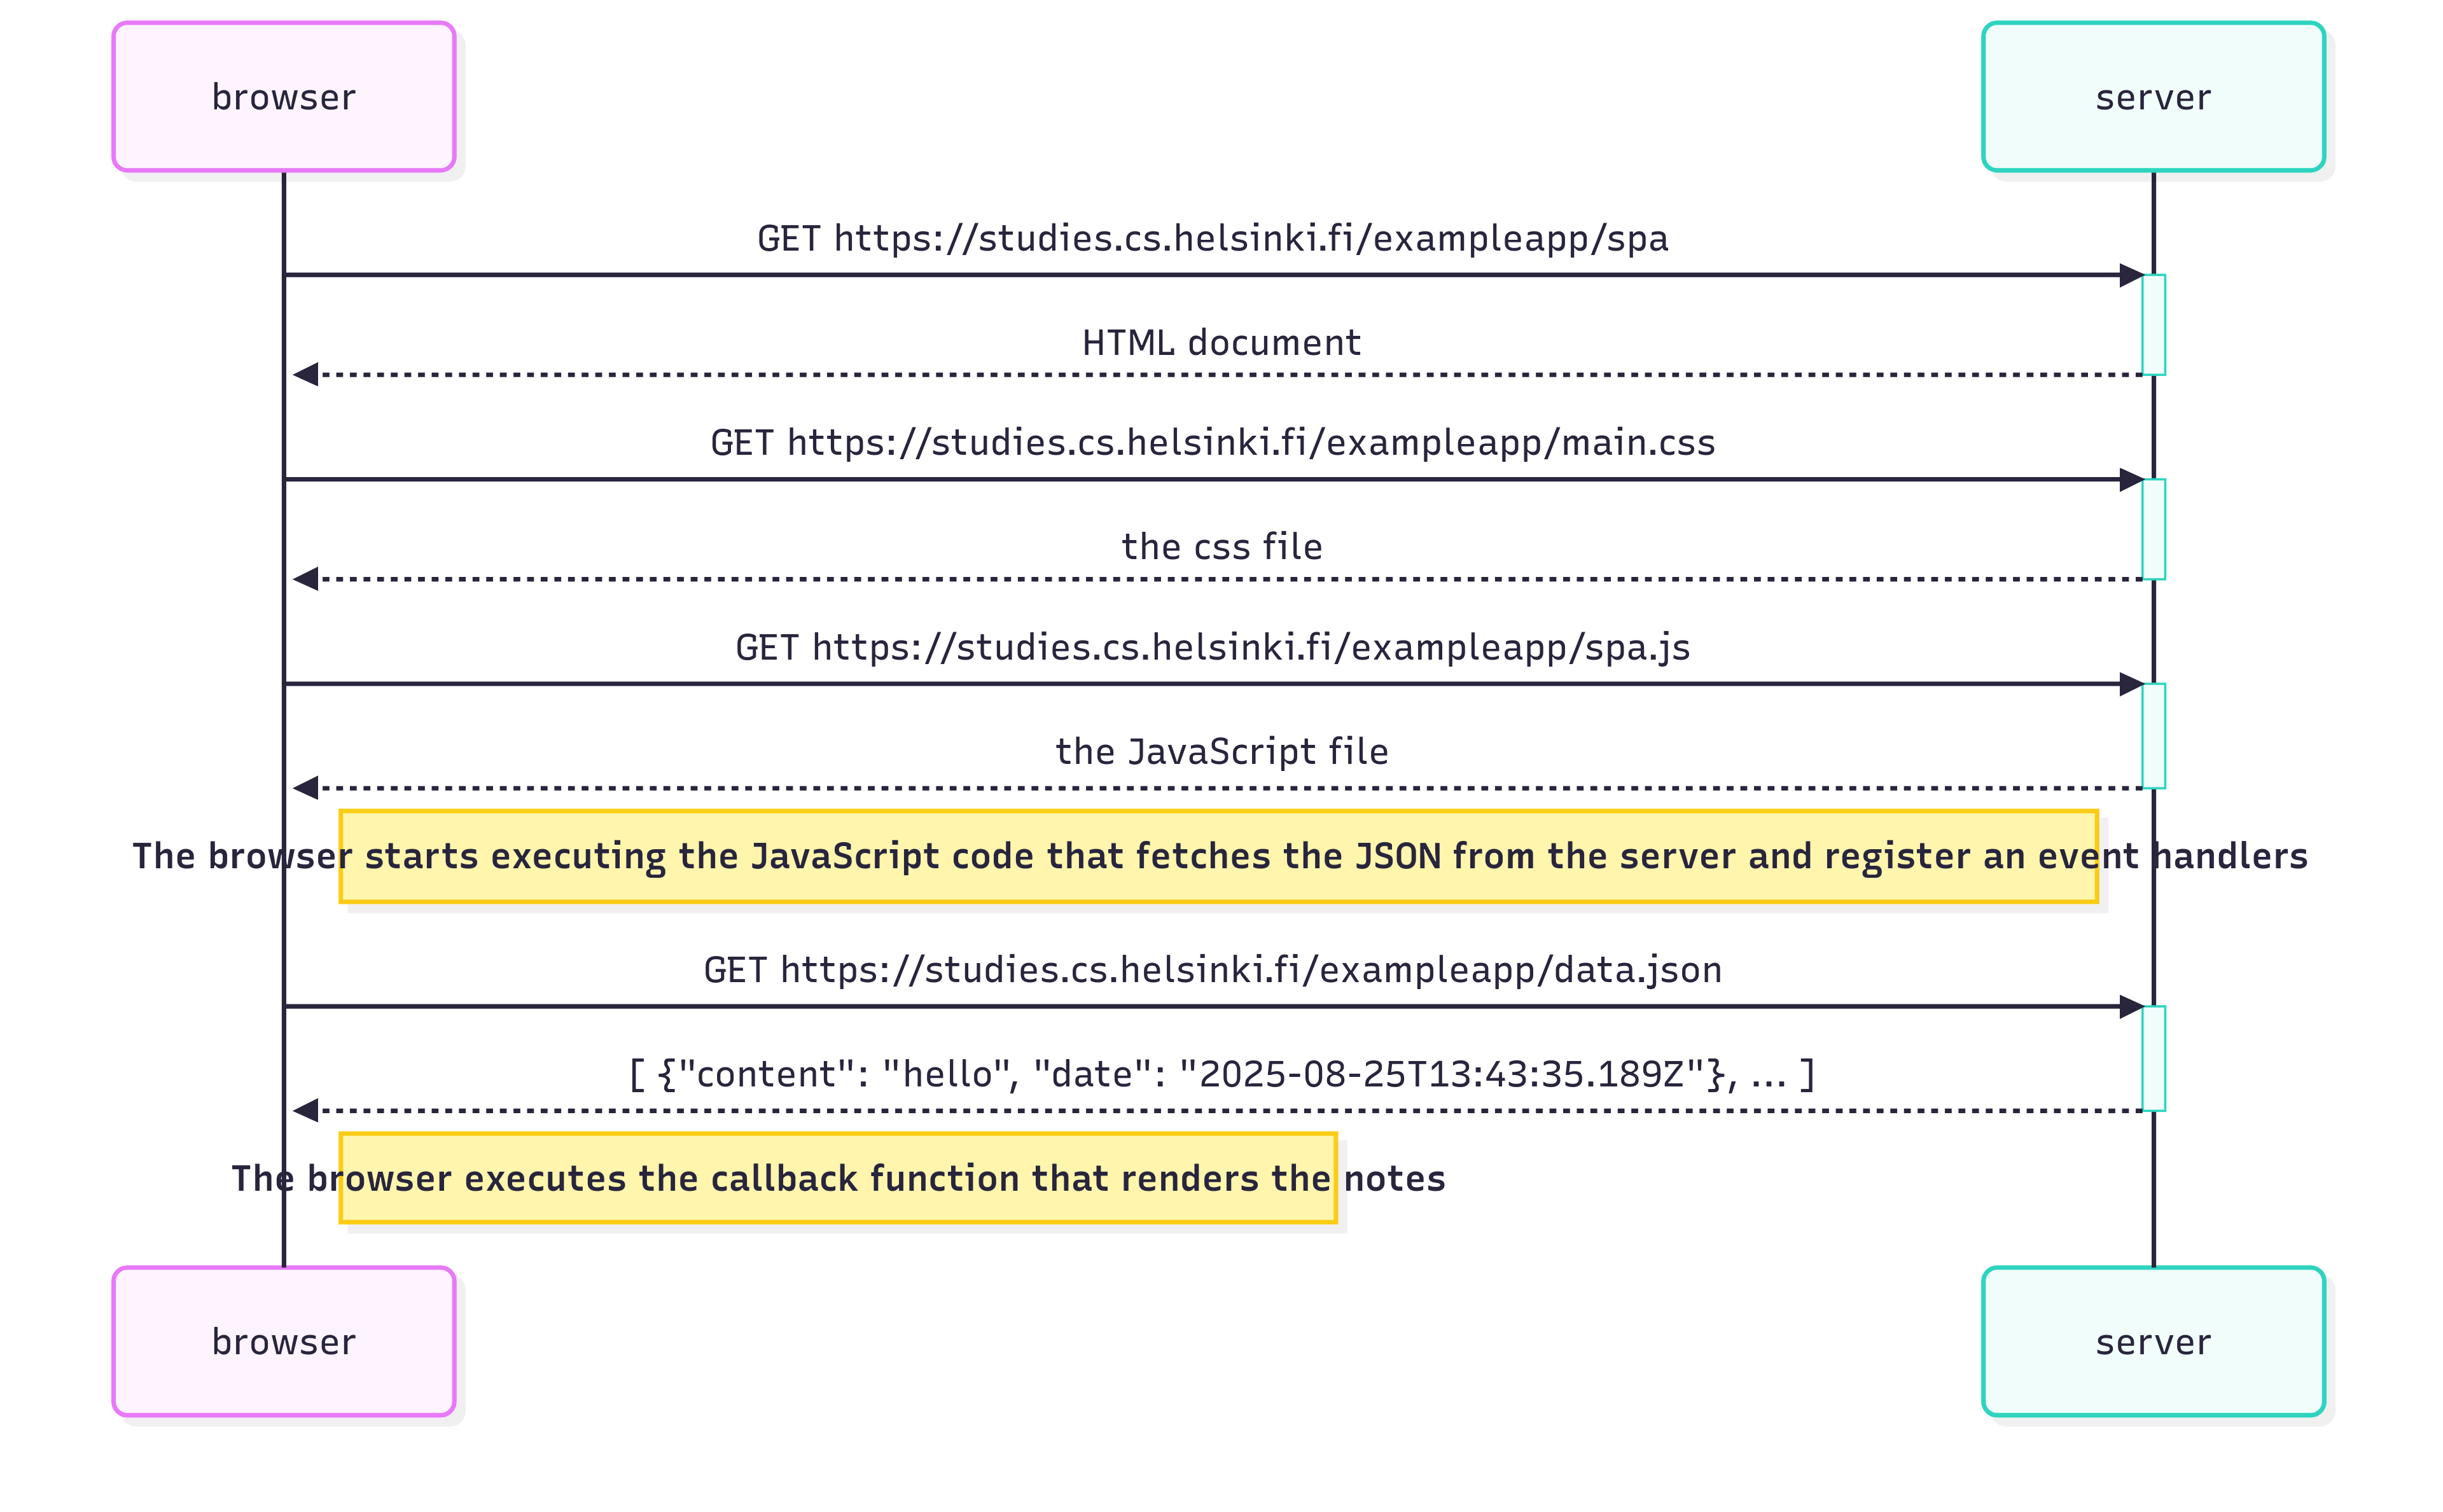 browser
server
GET https://studies.cs.helsinki.fi/exampleapp/spa
HTML document
GET https://studies.cs.helsinki.fi/exampleapp/main.css
the css file
GET https://studies.cs.helsinki.fi/exampleapp/spa.js
the JavaScript file
The browser starts executing the JavaScript code that fetches the JSON from the server and register an event handlers
GET https://studies.cs.helsinki.fi/exampleapp/data.json
[ {"content": "hello", "date": "2025-08-25T13:43:35.189Z"}, ... ]
The browser executes the callback function that renders the notes
browser
server